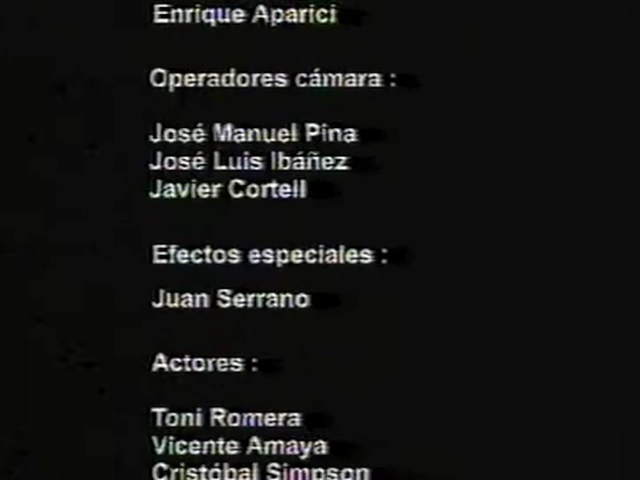 Enrique Aparici
Operadores cámara :
José Manuel Pina
José Luis Ibáñez
Javier Cortell
Efectos especiales :
Juan Serrano
Actores :
Toni Romera
Vicente Amaya
Cristóbal Simpson